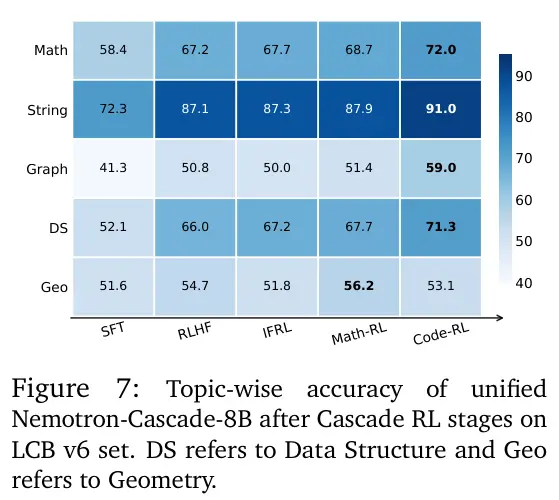 Math 58.4 67.2 67.7 68.7 72.0
90
String 72.3 87.1 87.3 87.9 91.0
80
70
Graph 41.3 50.8 50.0 51.4 59.0
60
DS 52.1 66.0 67.2 67.7 71.3
50
Geo 51.6 54.7 51.8 56.2 53.1
40
SFT RLHF IFRL Math-RL Code-RL
Figure 7: Topic-wise accuracy of unified
Nemotron-Cascade-8B after Cascade RL stages on
LCB v6 set. DS refers to Data Structure and Geo
refers to Geometry.